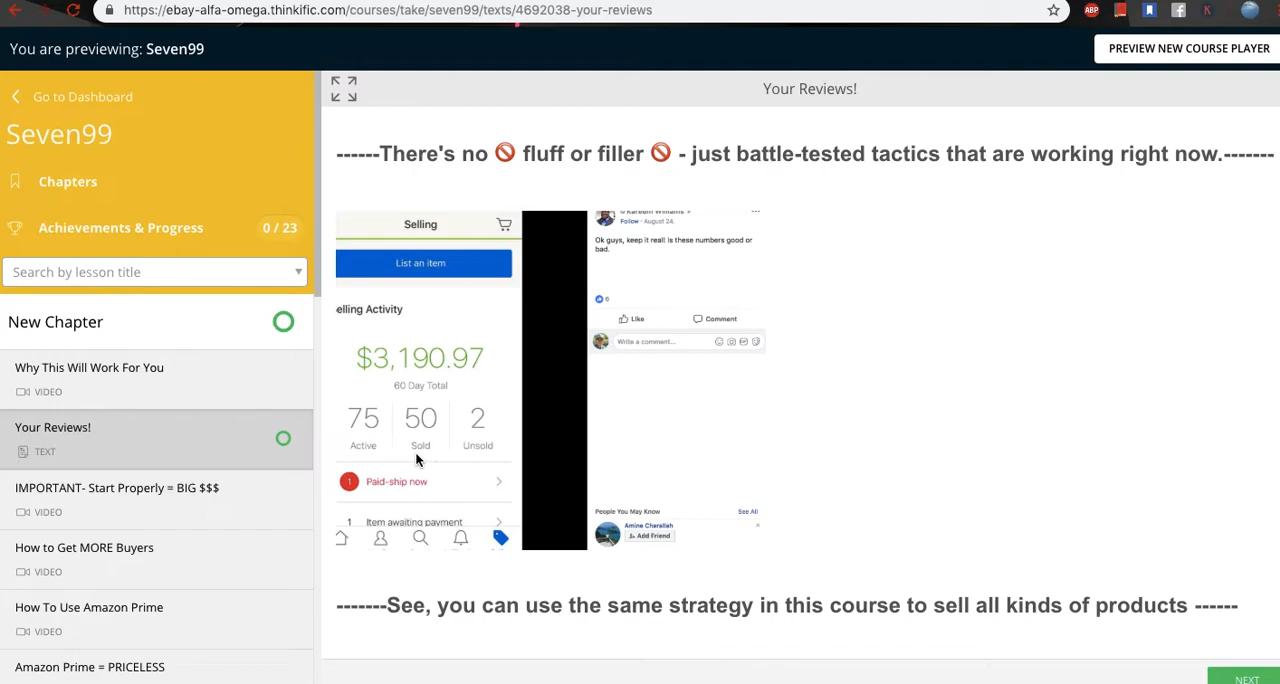 https://ebay-alfa-omega.thinkific.com/courses/take/seven99/texts/4692038-your-reviews
ABP
You are previewing: Seven99
PREVIEW NEW COURSE PLAYER
Go to Dashboard
Seven99
Chapters
Achievements & Progress
0 / 23
Search by lesson title
New Chapter
Why This Will Work For You
VIDEO
Your Reviews!
TEXT
IMPORTANT- Start Properly = BIG $$$
VIDEO
How to Get MORE Buyers
VIDEO
How To Use Amazon Prime
VIDEO
Amazon Prime = PRICELESS
Your Reviews!
------There's no 🚫 fluff or filler 🚫 - just battle-tested tactics that are working right now.-------
Selling
List an item
elling Activity
$3,190.97
60 Day Total
75 50 2
Active Sold Unsold
1 Paid-ship now
1 Item awaiting payment
Kareem Williams
Follow · August 24.
Ok guys, keep it real! Is these numbers good or
bad.
6
Like Comment
Write a comment...
People You May Know See All
Amine Charallah
Add Friend
-------See, you can use the same strategy in this course to sell all kinds of products ------
NEXT